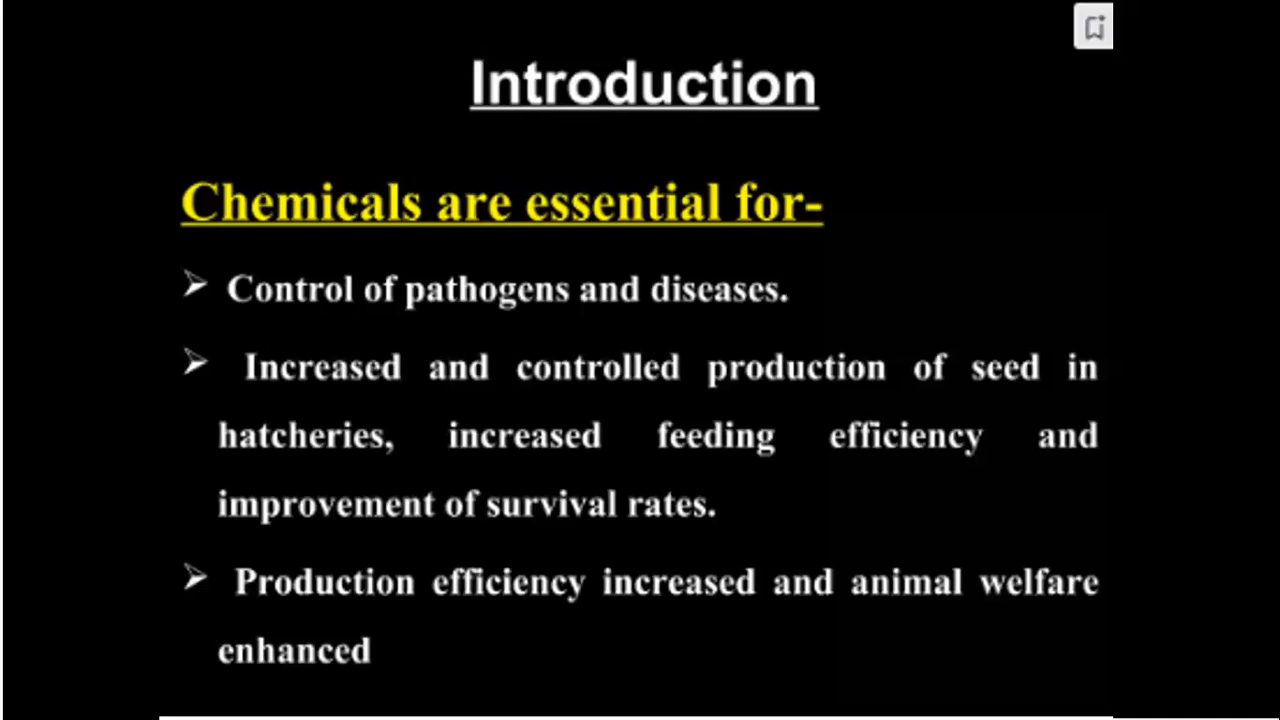 Introduction
Chemicals are essential for-
➢ Control of pathogens and diseases.
➢ Increased and controlled production of seed in
hatcheries, increased feeding efficiency and
improvement of survival rates.
➢ Production efficiency increased and animal welfare
enhanced